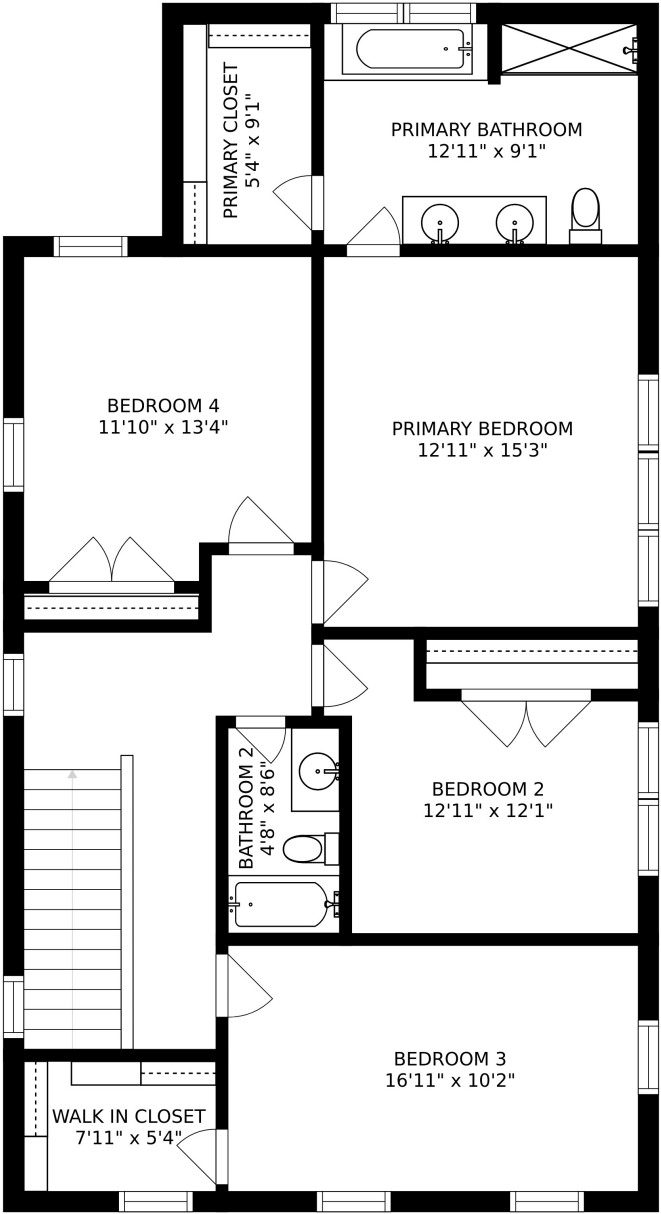 PRIMARY CLOSET
5'4" x 9'1"
PRIMARY BATHROOM
12'11" x 9'1"
BEDROOM 4
11'10" x 13'4"
PRIMARY BEDROOM
12'11" x 15'3"
BATHROOM 2
4'8" x 8'6"
BEDROOM 2
12'11" x 12'1"
BEDROOM 3
16'11" x 10'2"
WALK IN CLOSET
7'11" x 5'4"